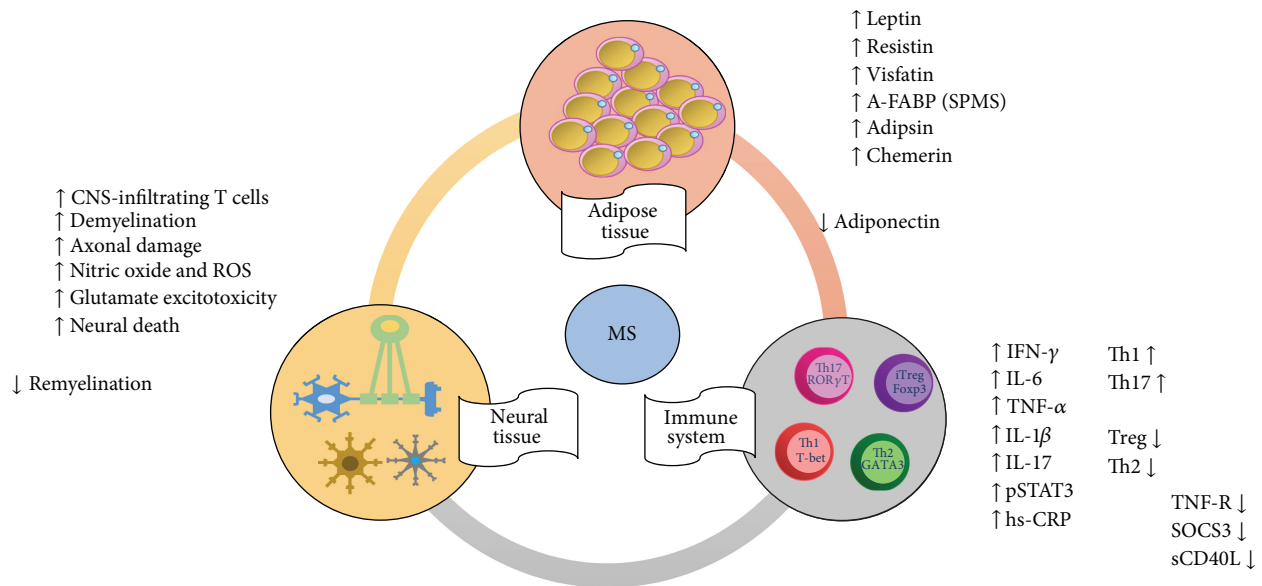 ↑ Leptin
↑ Resistin
↑ Visfatin
↑ A-FABP (SPMS)
↑ Adipsin
↑ Chemerin
↓ Adiponectin
Adipose
tissue
↑ CNS-infiltrating T cells
↑ Demyelination
↑ Axonal damage
↑ Nitric oxide and ROS
↑ Glutamate excitotoxicity
↑ Neural death
↓ Remyelination
MS
Neural
tissue
Immune
system
Th17
RORγT
iTreg
Foxp3
Th1
T-bet
Th2
GATA3
↑ IFN-γ
↑ IL-6
↑ TNF-α
↑ IL-1β
↑ IL-17
↑ pSTAT3
↑ hs-CRP
Th1 ↑
Th17 ↑
Treg ↓
Th2 ↓
TNF-R ↓
SOCS3 ↓
sCD40L ↓